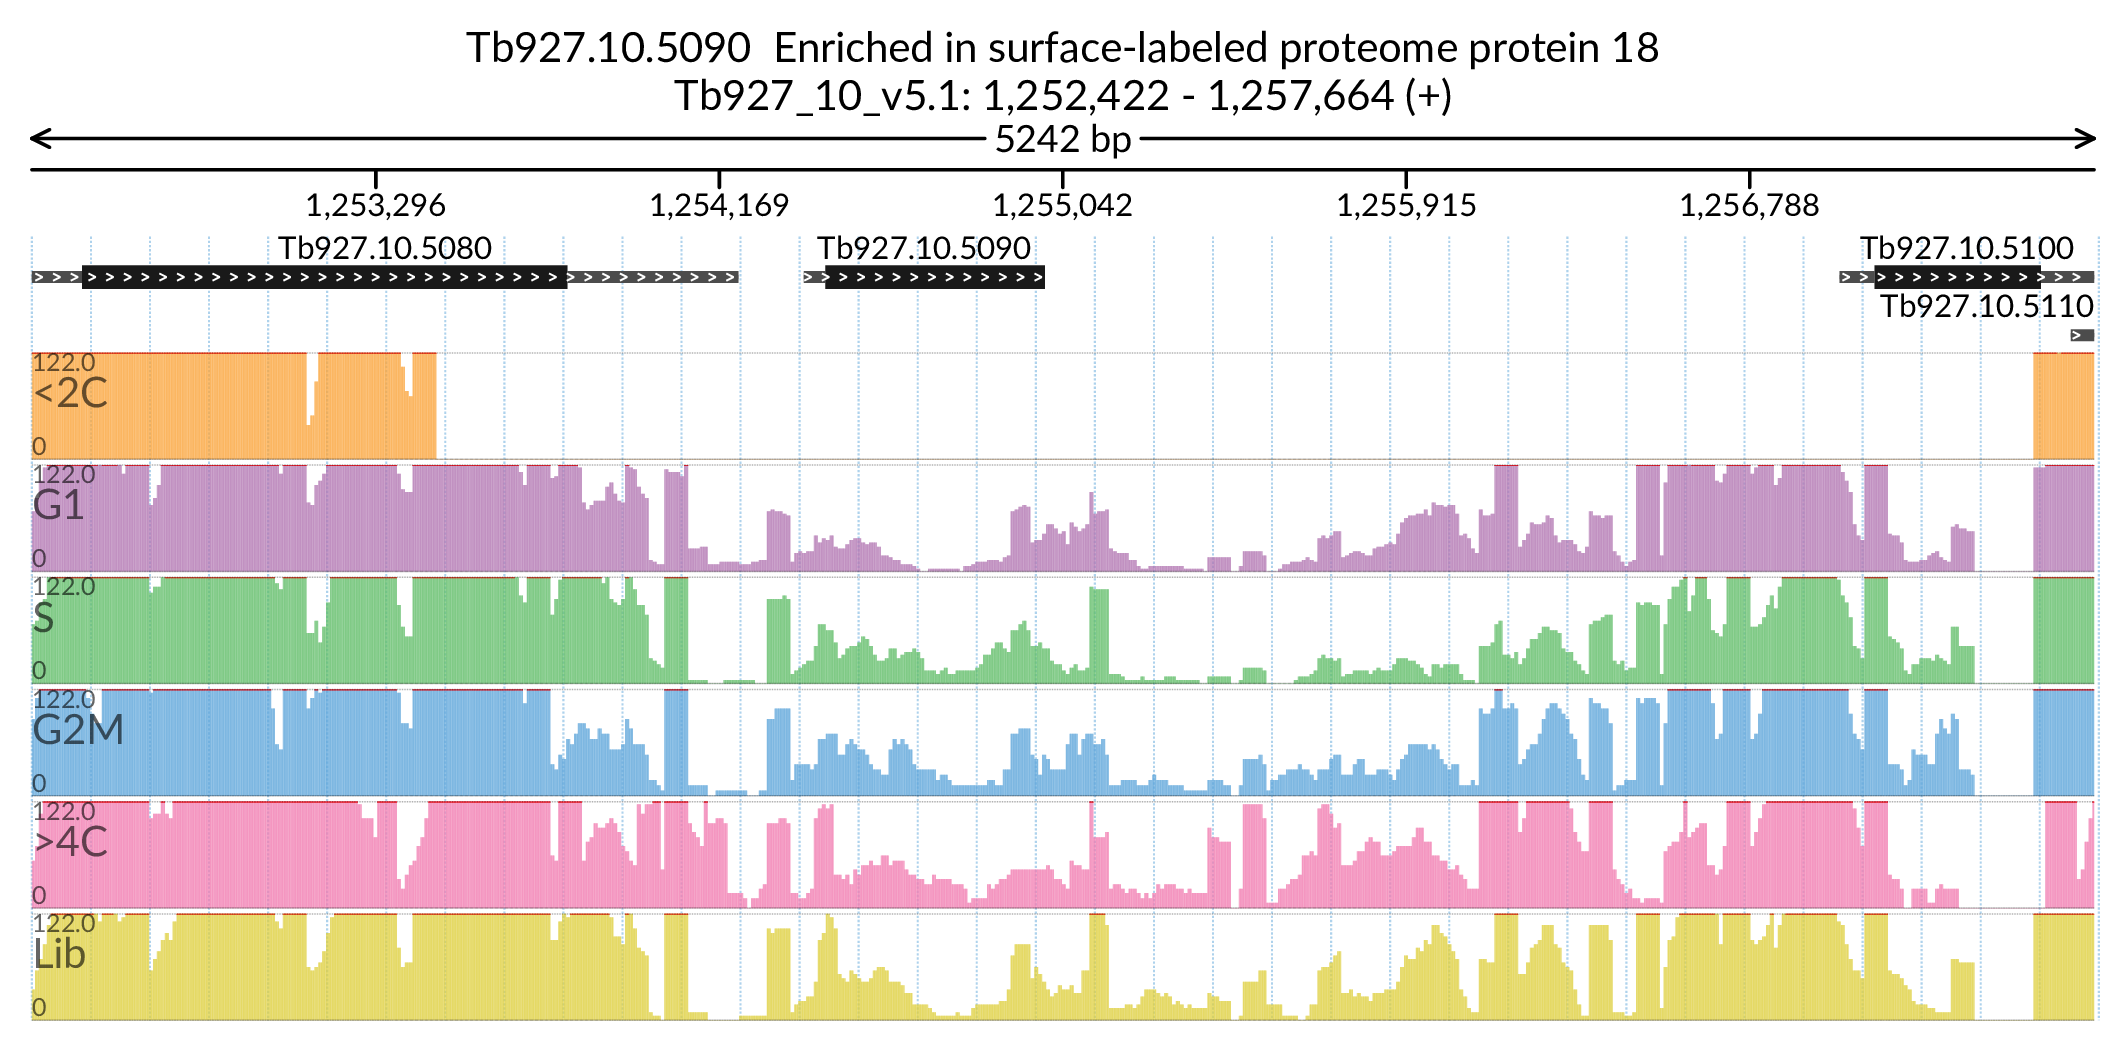 Tb927.10.5090  Enriched in surface-labeled proteome protein 18
Tb927_10_v5.1: 1,252,422 - 1,257,664 (+)
5242 bp
1,253,296 1,254,169 1,255,042 1,255,915 1,256,788
Tb927.10.5080 Tb927.10.5090 Tb927.10.5100
Tb927.10.5110
122.0
<2C
0
122.0
G1
0
122.0
S
0
122.0
G2M
0
122.0
>4C
0
122.0
Lib
0